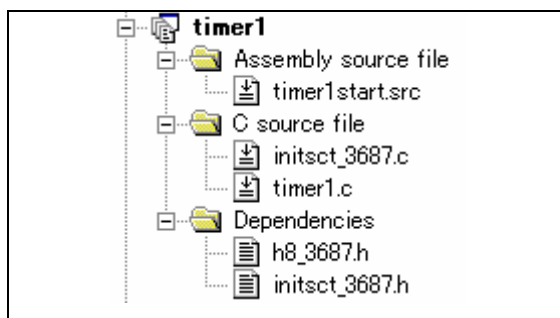 timer1
Assembly source file
timer1start.src
C source file
initsct_3687.c
timer1.c
Dependencies
h8_3687.h
initsct_3687.h